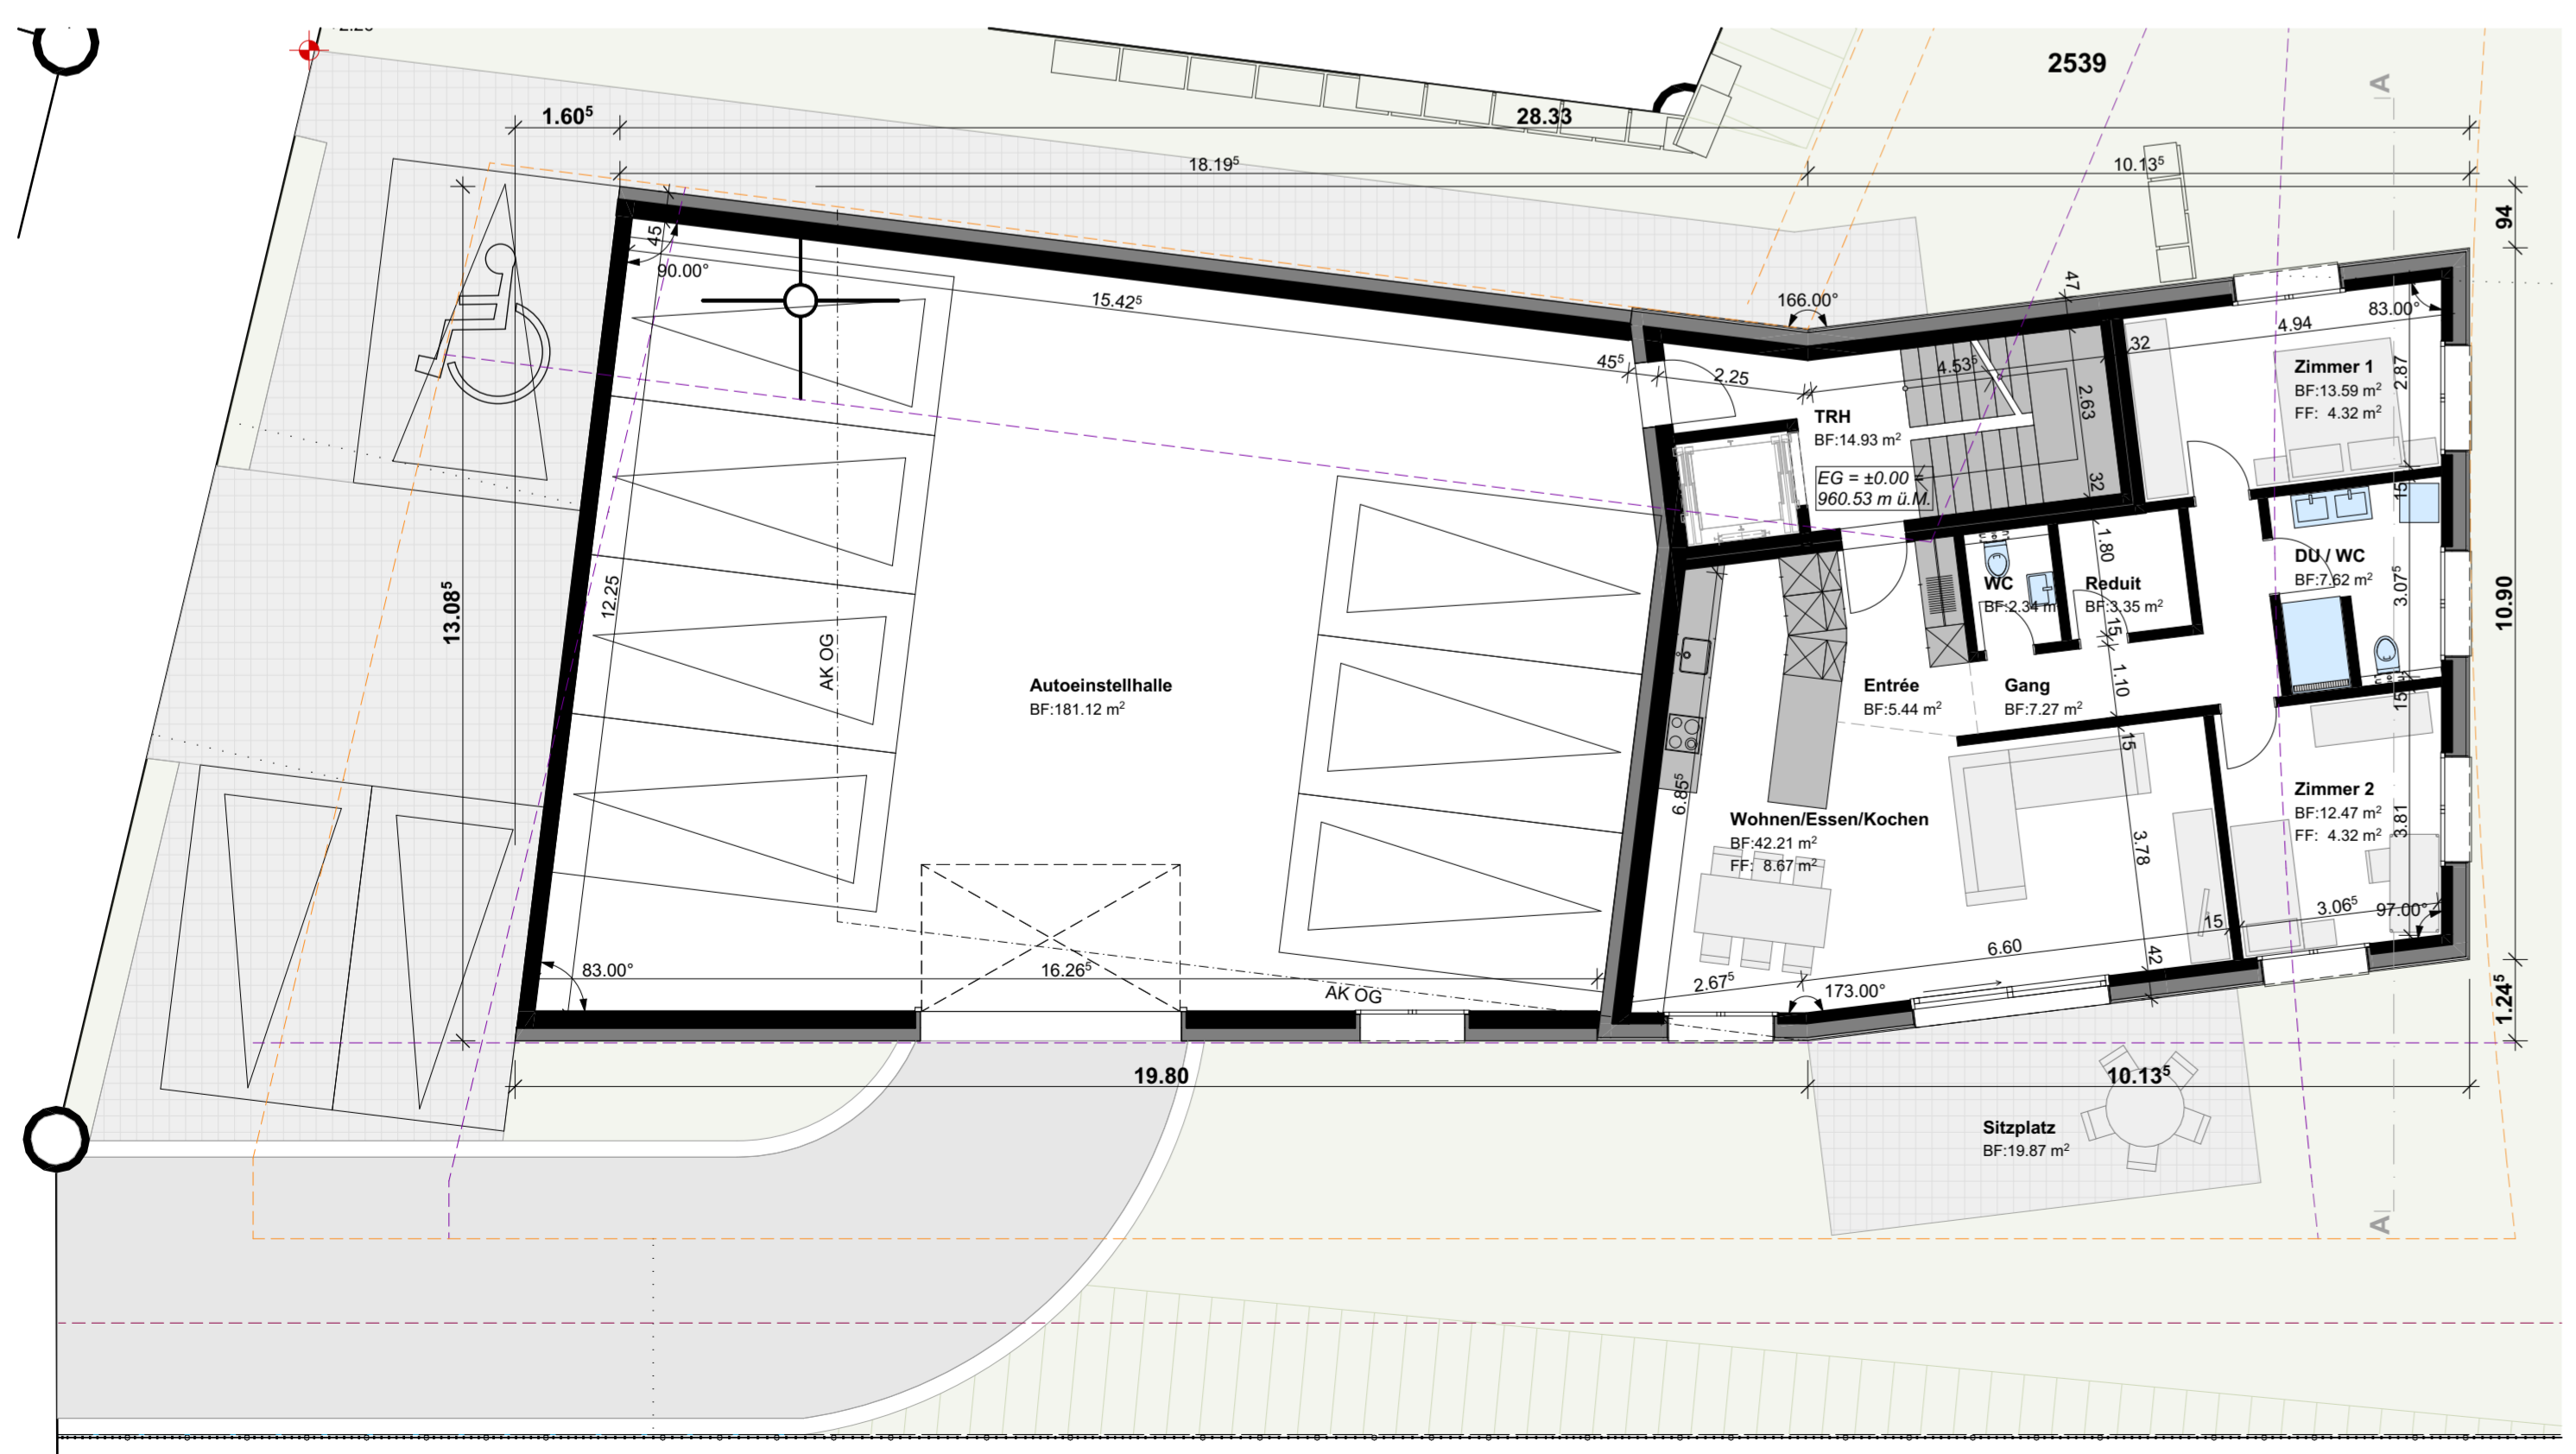 2539
A
1.60⁵
28.33
18.19⁵
10.13⁵
94
45
90.00°
15.42⁵
166.00°
47
83.00°
4.94
32
45⁵
2.25
4.53⁵
2.63
Zimmer 1
BF:13.59 m²
FF: 4.32 m²
2.87
TRH
BF:14.93 m²
EG = ±0.00
960.53 m ü.M.
32
15
1.80
DU / WC
BF:7.62 m²
3.07⁵
WC
BF:2.34 m
Reduit
BF:3.35 m²
15
13.08⁵
12.25
AK OG
10.90
Autoeinstellhalle
BF:181.12 m²
Entrée
BF:5.44 m²
Gang
BF:7.27 m²
1.10
15
15
6.85⁵
Wohnen/Essen/Kochen
BF:42.21 m²
FF: 8.67 m²
3.78
Zimmer 2
BF:12.47 m²
FF: 4.32 m²
3.81
15
3.06⁵
97.00°
6.60
42
83.00°
16.26⁵
AK OG
2.67⁵
173.00°
1.24⁵
19.80
10.13⁵
Sitzplatz
BF:19.87 m²
A